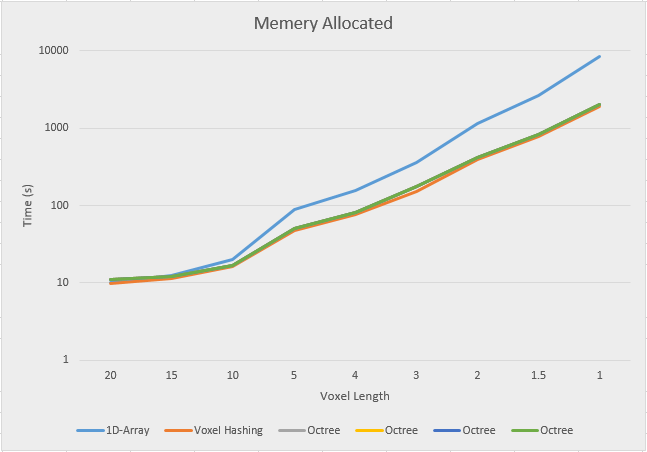 Memery Allocated
10000
1000
100
10
1
Time (s)
20 15 10 5 4 3 2 1.5 1
Voxel Length
1D-Array Voxel Hashing Octree Octree Octree Octree